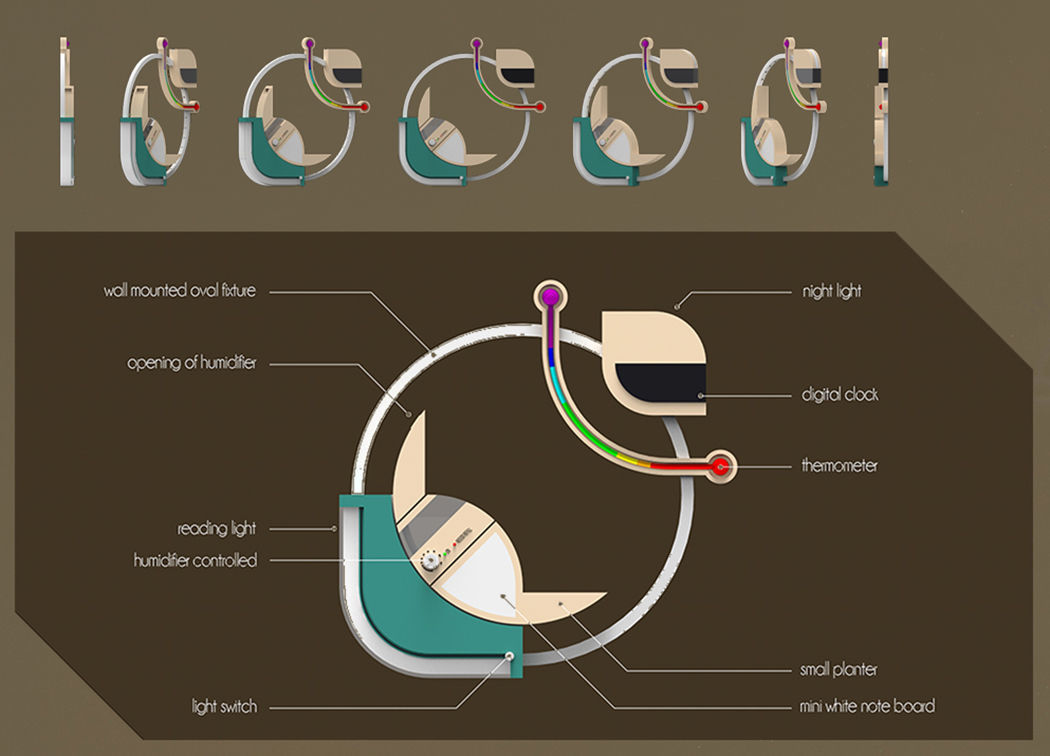 wall mounted oval fixture
opening of humidifier
reading light
humidifier controlled
light switch
night light
digital clock
thermometer
small planter
mini white note board